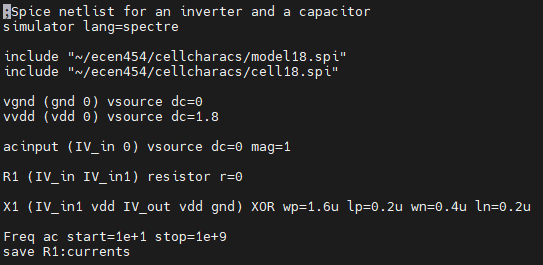 ;Spice netlist for an inverter and a capacitor
simulator lang=spectre
include "~/ecen454/cellcharacs/model18.spi"
include "~/ecen454/cellcharacs/cell18.spi"
vgnd (gnd 0) vsource dc=0
vvdd (vdd 0) vsource dc=1.8
acinput (IV_in 0) vsource dc=0 mag=1
R1 (IV_in IV_in1) resistor r=0
X1 (IV_in1 vdd IV_out vdd gnd) XOR wp=1.6u lp=0.2u wn=0.4u ln=0.2u
Freq ac start=1e+1 stop=1e+9
save R1:currents